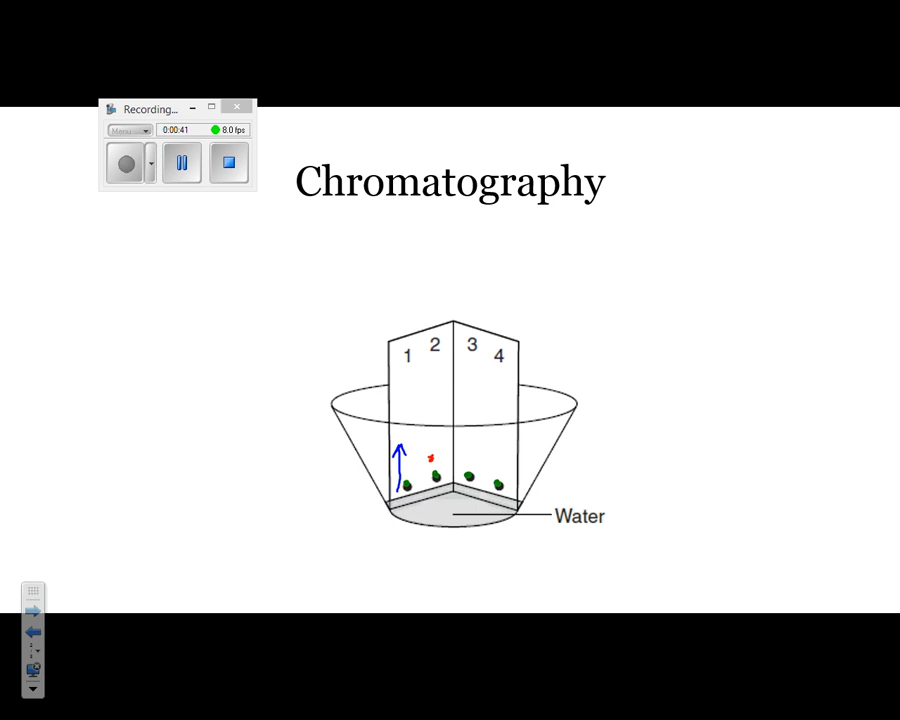 Recording...
Menu
0:00:41
8.0 fps
Chromatography
1 2 3 4
Water